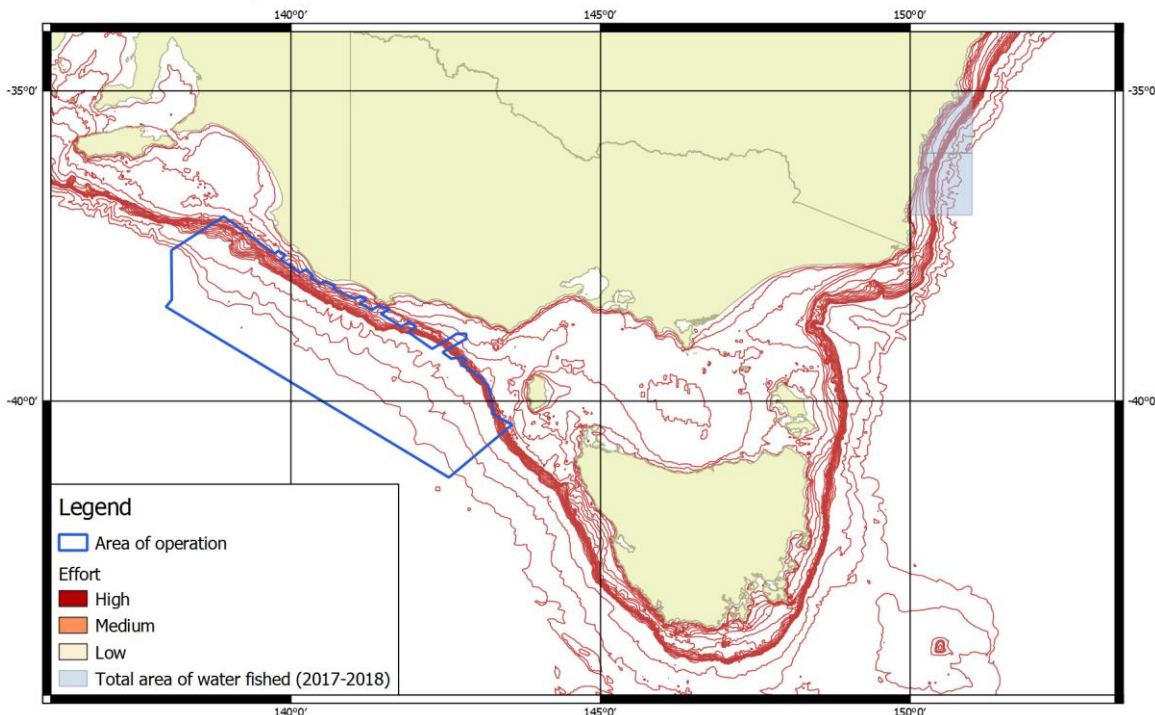 140°0' 145°0' 150°0'
-35°0' -35°0'
-40°0' -40°0'
Legend
Area of operation
Effort
High
Medium
Low
Total area of water fished (2017-2018)
140°0' 145°0' 150°0'